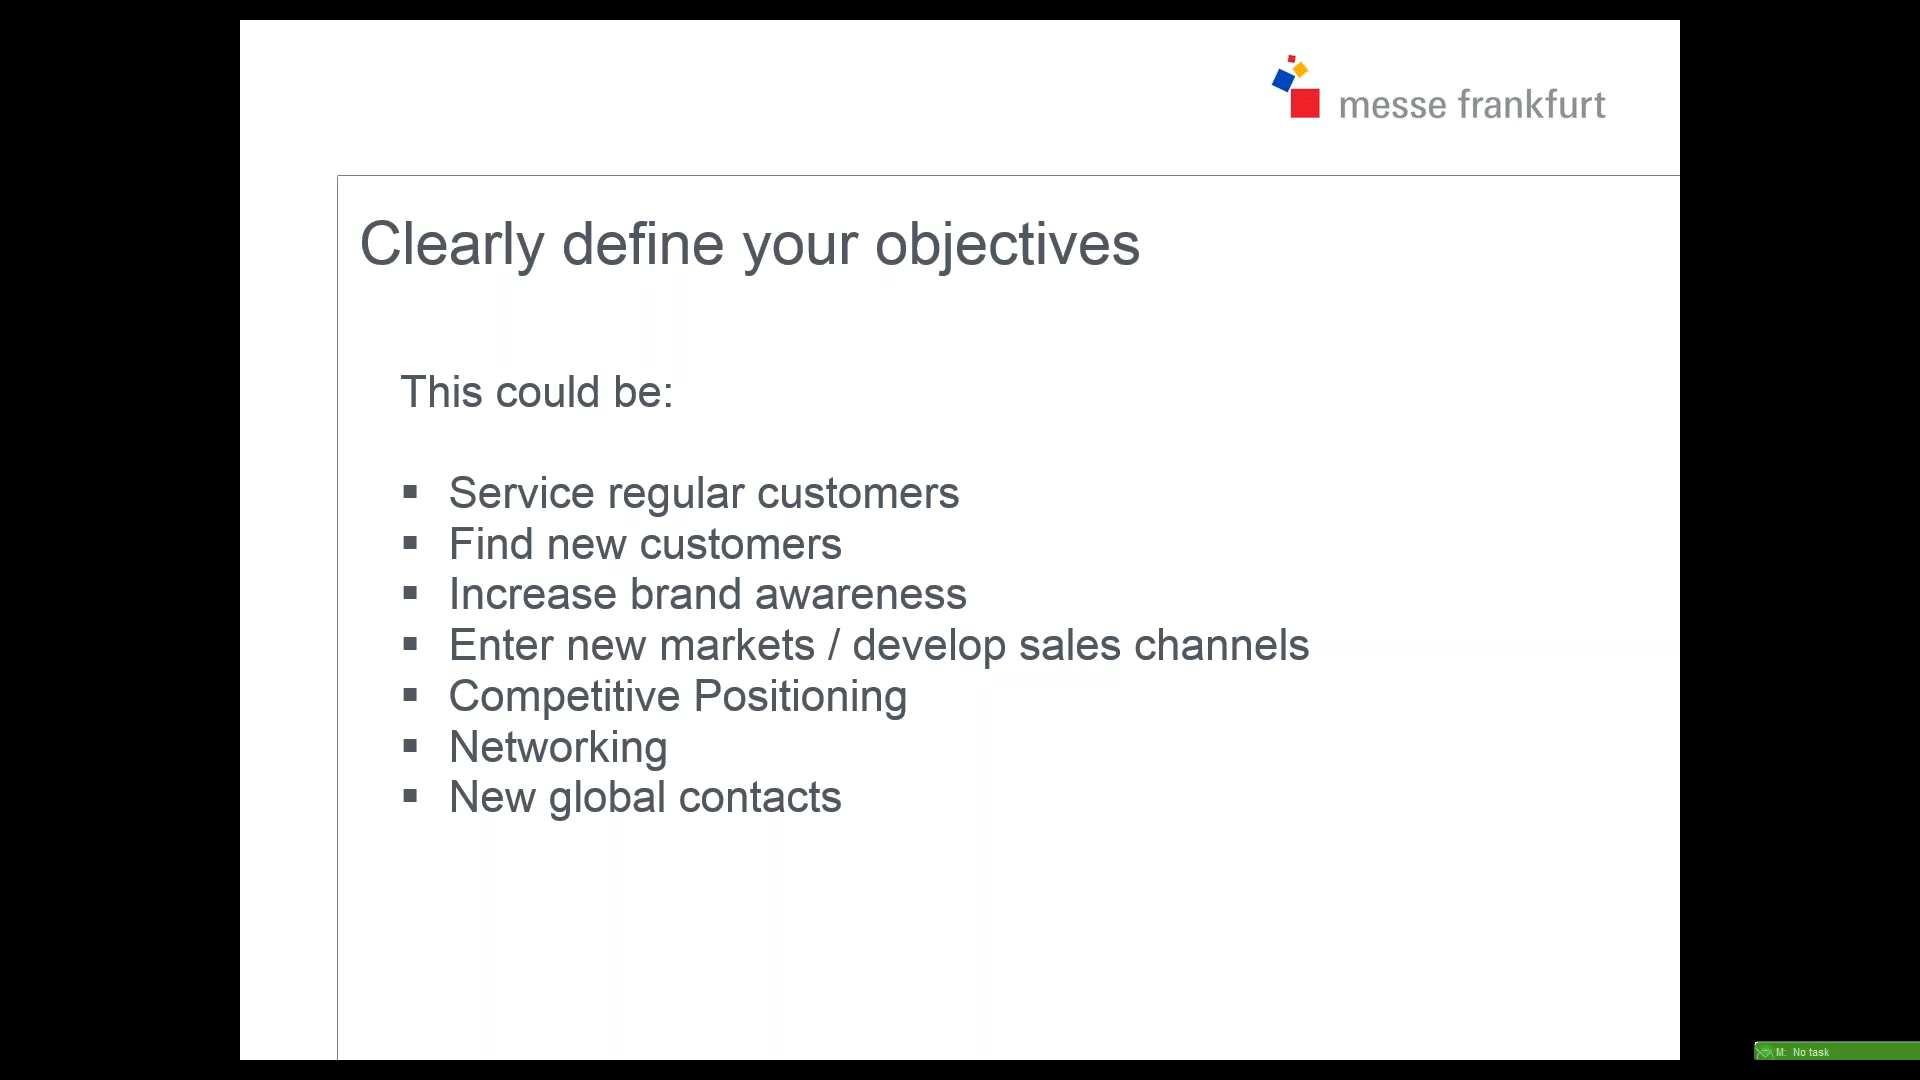 messe frankfurt
Clearly define your objectives
This could be:
▪ Service regular customers
▪ Find new customers
▪ Increase brand awareness
▪ Enter new markets / develop sales channels
▪ Competitive Positioning
▪ Networking
▪ New global contacts
M: No task